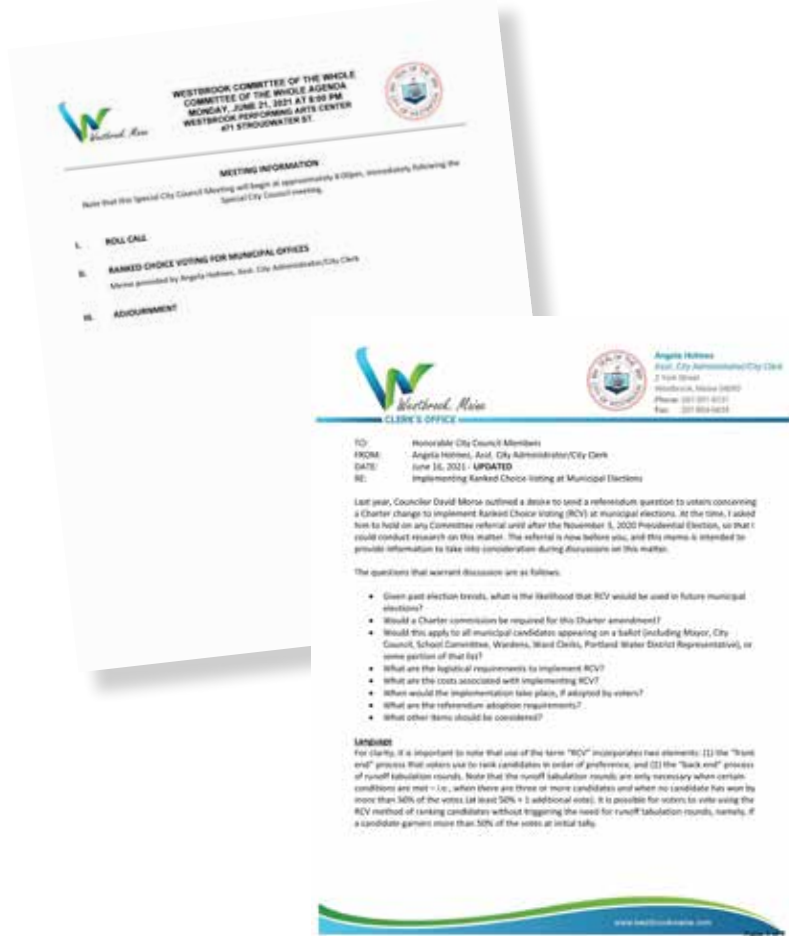 Westbrook, Maine
WESTBROOK COMMITTEE OF THE WHOLE
COMMITTEE OF THE WHOLE AGENDA
MONDAY, JUNE 21, 2021 AT 8:00 PM
WESTBROOK PERFORMING ARTS CENTER
471 STROUDWATER ST.
MEETING INFORMATION
Note that this Special City Council Meeting will begin at approximately 8:00pm, immediately following the
Special City Council meeting.
I. ROLL CALL
II. RANKED CHOICE VOTING FOR MUNICIPAL OFFICES
Memo provided by Angela Holmes, Asst. City Administrator/City Clerk
III. ADJOURNMENT
Westbrook, Maine
CLERK'S OFFICE
Angela Holmes
Asst. City Administrator/City Clerk
2 York Street
Westbrook, Maine 04092
Phone:
Fax:
TO: Honorable City Council Members
FROM: Angela Holmes, Asst. City Administrator/City Clerk
DATE: June 16, 2021 - UPDATED
RE: Implementing Ranked Choice Voting at Municipal Elections
Last year, Councilor David Morse outlined a desire to send a referendum question to voters concerning
a Charter change to implement Ranked Choice Voting (RCV) at municipal elections. At the time, I asked
him to hold on any Committee referral until after the November 3, 2020 Presidential Election, so that I
could conduct research on this matter. The referral is now before you, and this memo is intended to
provide information to take into consideration during discussions on this matter.
The questions that warrant discussion are as follows:
• Given past election trends, what is the likelihood that RCV would be used in future municipal
elections?
• Would a Charter commission be required for this Charter amendment?
• Would this apply to all municipal candidates appearing on a ballot (including Mayor, City
Council, School Committee, Wardens, Ward Clerks, Portland Water District Representative), or
some portion of that list?
• What are the logistical requirements to implement RCV?
• What are the costs associated with implementing RCV?
• When would the implementation take place, if adopted by voters?
• What are the referendum adoption requirements?
• What other items should be considered?
Language
For clarity, it is important to note that use of the term "RCV" incorporates two elements: (1) the "front
end" process that voters use to rank candidates in order of preference, and (2) the "back end" process
of runoff tabulation rounds. Note that the runoff tabulation rounds are only necessary when certain
conditions are met – i.e., when there are three or more candidates and when no candidate has won by
more than 50% of the votes (at least 50% + 1 additional vote). It is possible for voters to vote using the
RCV method of ranking candidates without triggering the need for runoff tabulation rounds, namely, if
a candidate garners more than 50% of the votes at initial tally.
www.westbrookmaine.com